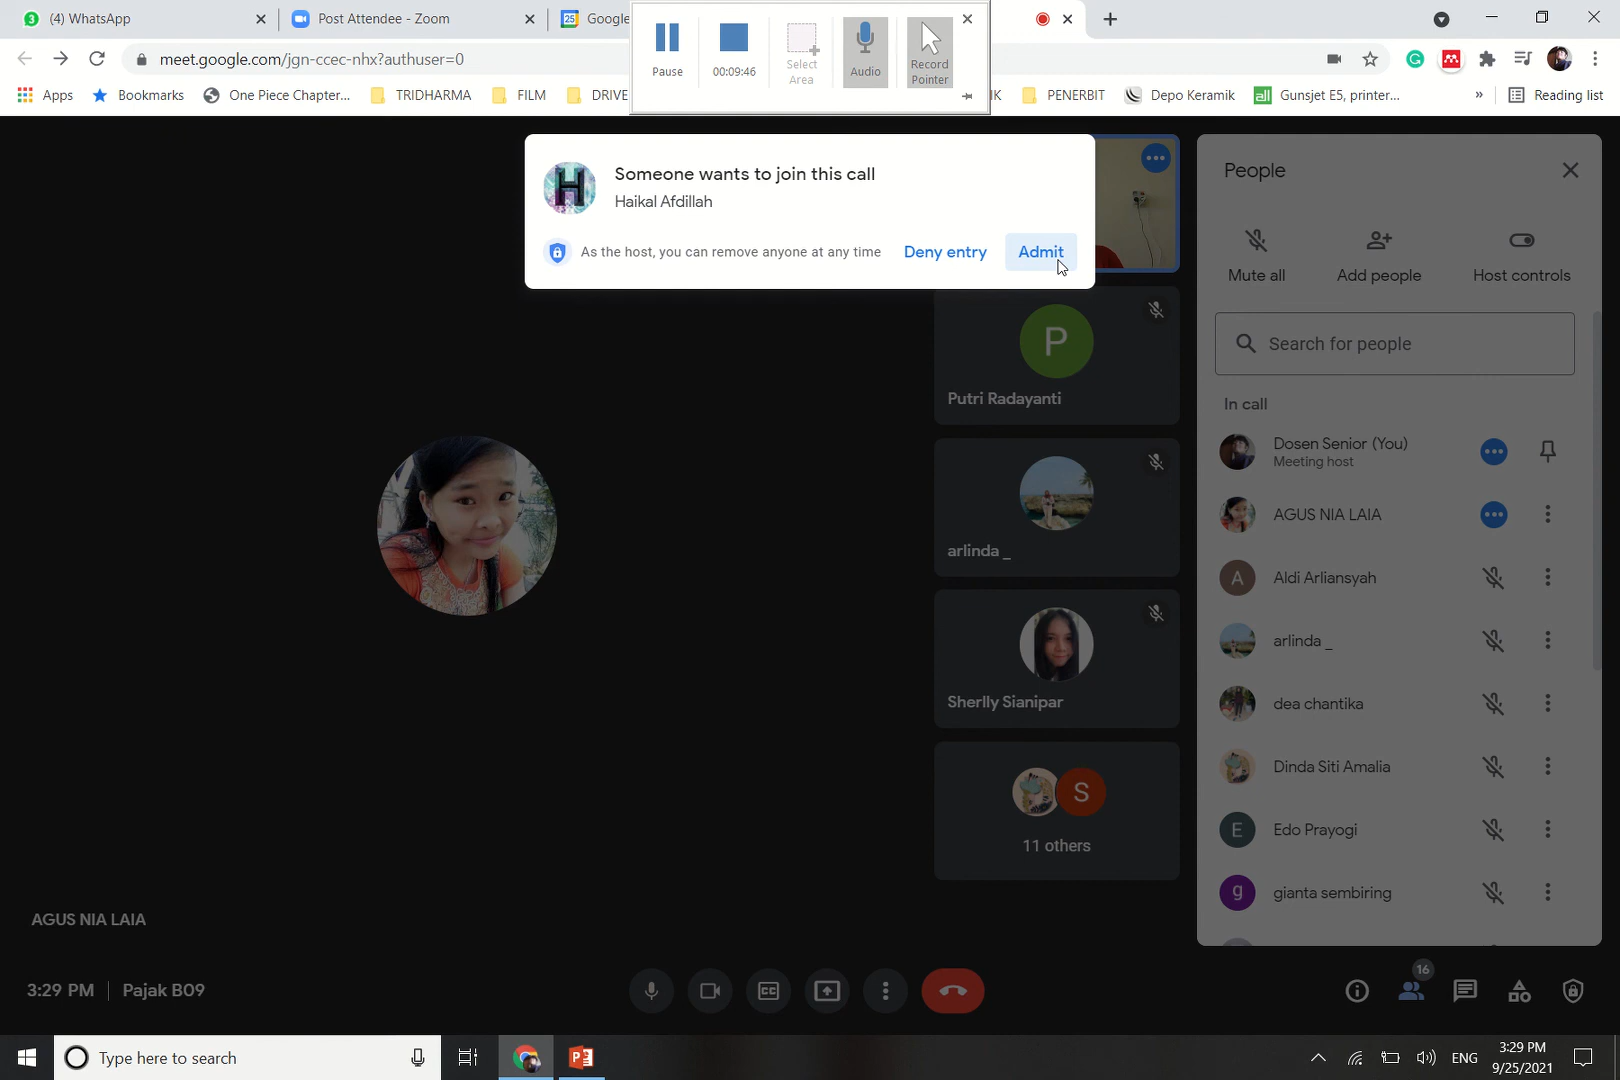 (4) WhatsApp
Post Attendee - Zoom
Google
meet.google.com/jgn-ccec-nhx?authuser=0
Apps
Bookmarks
One Piece Chapter...
TRIDHARMA
FILM
DRIVE
PENERBIT
Depo Keramik
Gunsjet E5, printer...
»
Reading list
Pause
00:09:46
Select Area
Audio
Record Pointer
Someone wants to join this call
Haikal Afdillah
As the host, you can remove anyone at any time
Deny entry
Admit
P
Putri Radayanti
arlinda _
Sherlly Sianipar
S
11 others
People
Mute all
Add people
Host controls
Search for people
In call
Dosen Senior (You)
Meeting host
AGUS NIA LAIA
A
Aldi Arliansyah
arlinda _
dea chantika
Dinda Siti Amalia
E
Edo Prayogi
g
gianta sembiring
AGUS NIA LAIA
3:29 PM | Pajak B09
16
Type here to search
ENG
3:29 PM
9/25/2021